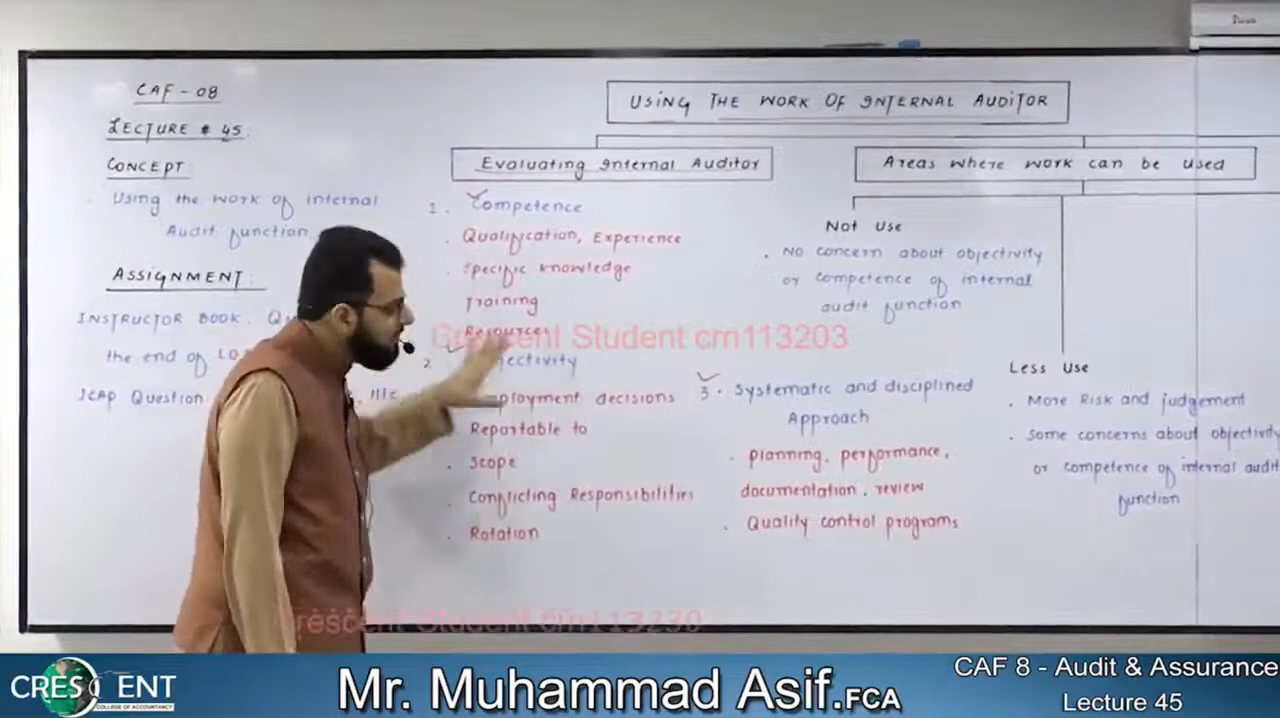 CAF - 08
LECTURE # 45
CONCEPT
. Using the work of internal
Audit function
ASSIGNMENT:
INSTRUCTOR BOOK.
the end of
ICAP Question
USING THE WORK OF INTERNAL AUDITOR
Evaluating Internal Auditor
1. Competence
. Qualification, Experience
. Specific knowledge
. Training
. Resources
2
. Reportable to
. Scope
. Conflicting Responsibilities
. Rotation
decisions
3. Systematic and disciplined
Approach
. planning, performance,
documentation, review
. Quality control programs
Areas where work can be used
Not Use
. No concern about objectivity
or competence of internal
audit function
Less Use
. More Risk and judgement
. Some concerns about objectivity
or competence of internal audit
function
Crescent Student crn113203
Crescent Student crn113230
CRESCENT
COLLEGE OF ACCOUNTANCY
Mr. Muhammad Asif.FCA
CAF 8 - Audit & Assurance
Lecture 45